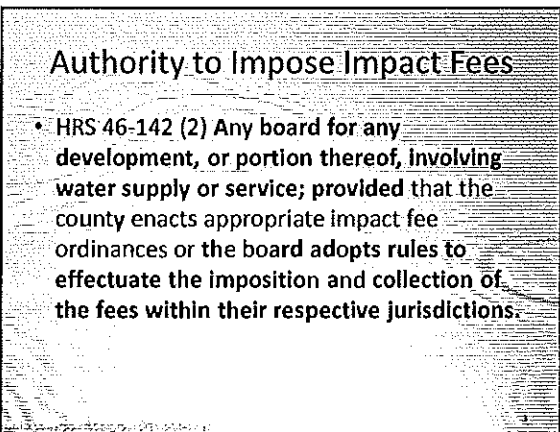 Authority to Impose Impact Fees
• HRS 46-142 (2) Any board for any
development, or portion thereof, involving
water supply or service; provided that the
county enacts appropriate impact fee
ordinances or the board adopts rules to
effectuate the imposition and collection of
the fees within their respective jurisdictions.